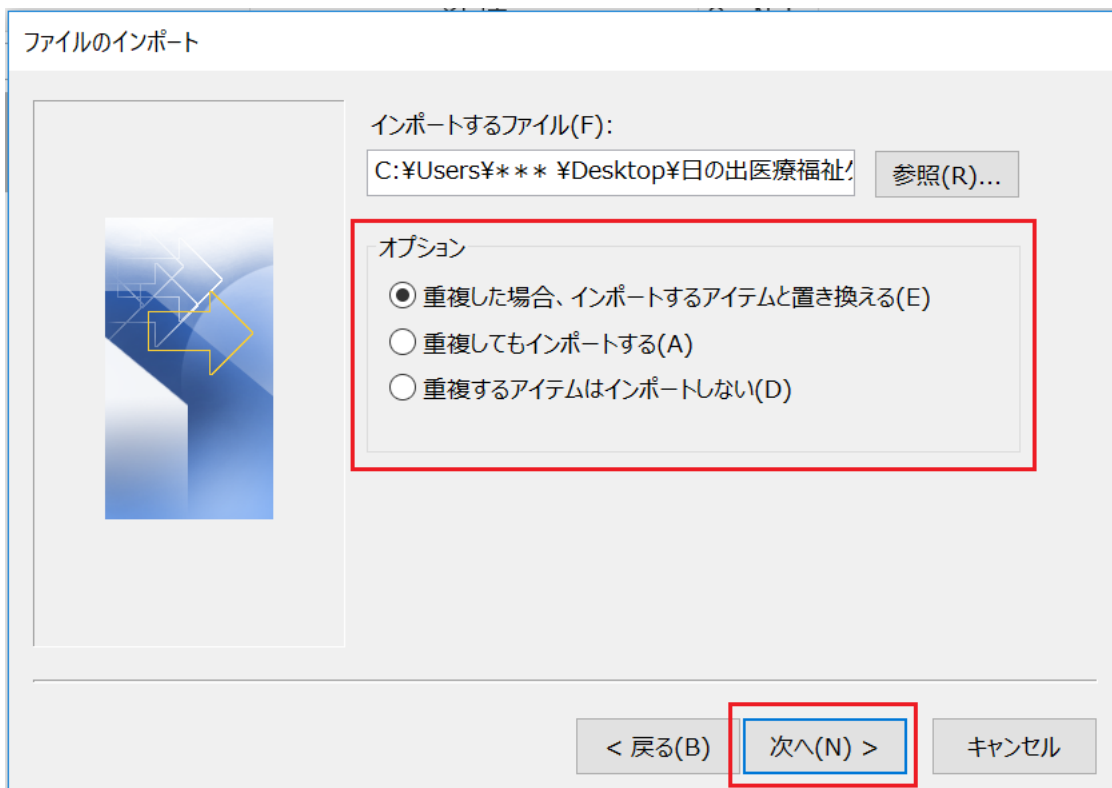 ファイルのインポート
インポートするファイル(F):
C:¥Users¥*** ¥Desktop¥日の出医療福祉
参照(R)...
オプション
重複した場合、インポートするアイテムと置き換える(E)
重複してもインポートする(A)
重複するアイテムはインポートしない(D)
< 戻る(B)
次へ(N) >
キャンセル